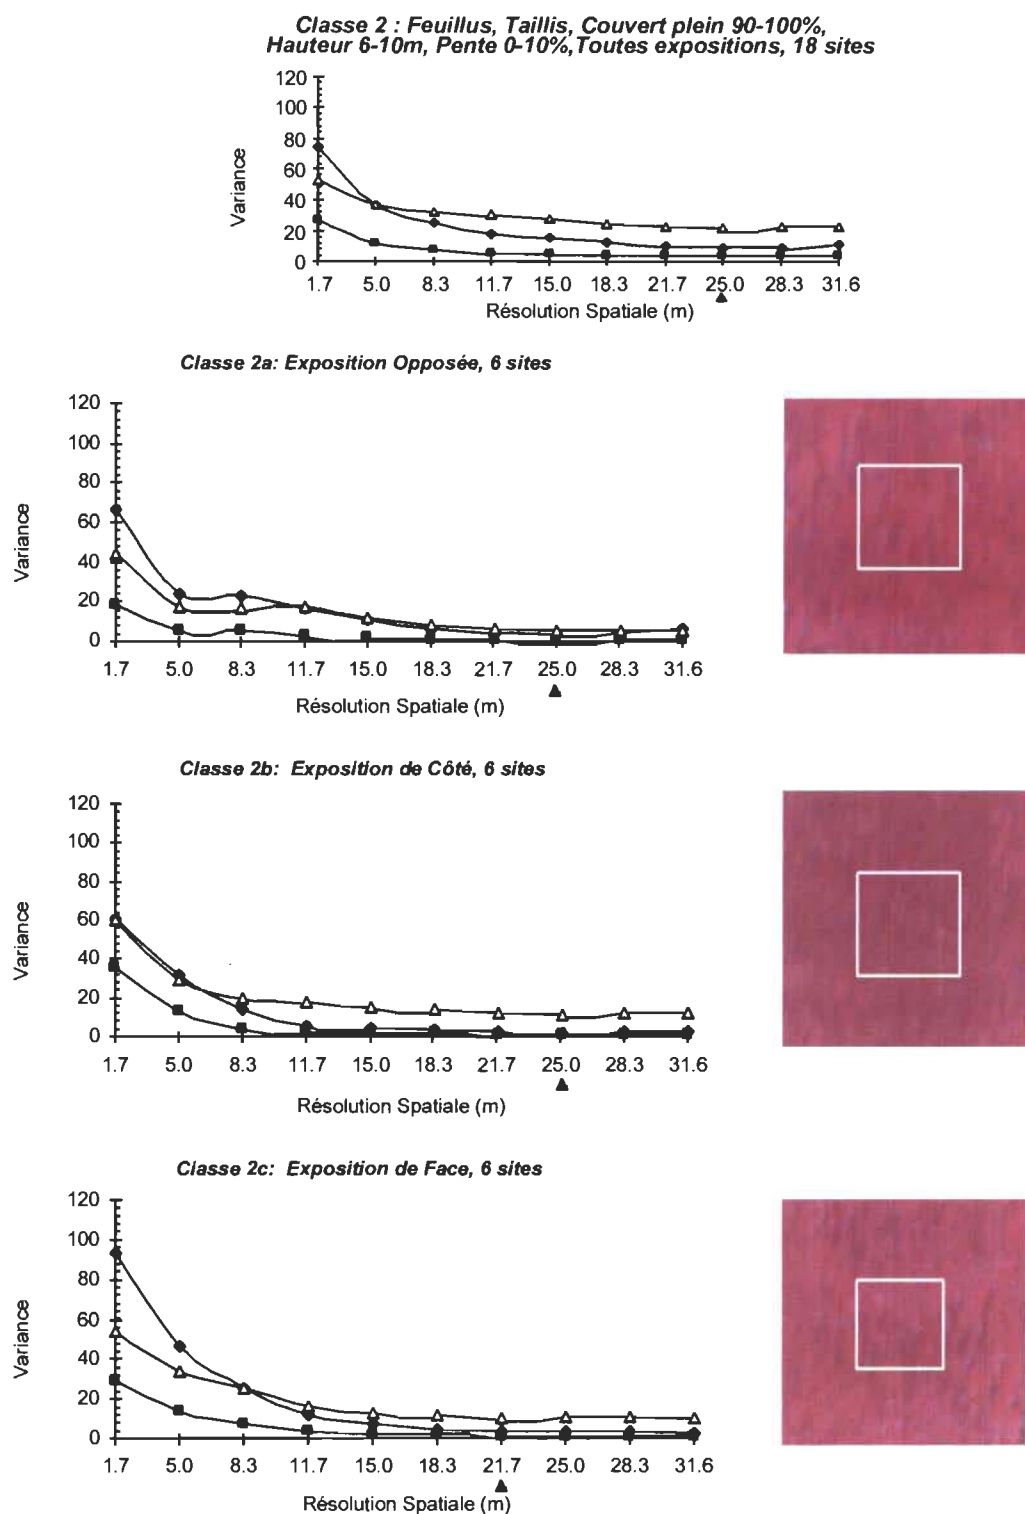 Classe 2 : Feuillus, Taillis, Couvert plein 90-100%,
Hauteur 6-10m, Pente 0-10%,Toutes expositions, 18 sites
120
100
80
60
40
20
0
Variance
1.7 5.0 8.3 11.7 15.0 18.3 21.7 25.0 28.3 31.6
Résolution Spatiale (m)
Classe 2a: Exposition Opposée, 6 sites
120
100
80
60
40
20
0
Variance
1.7 5.0 8.3 11.7 15.0 18.3 21.7 25.0 28.3 31.6
Résolution Spatiale (m)
Classe 2b: Exposition de Côté, 6 sites
120
100
80
60
40
20
0
Variance
1.7 5.0 8.3 11.7 15.0 18.3 21.7 25.0 28.3 31.6
Résolution Spatiale (m)
Classe 2c: Exposition de Face, 6 sites
120
100
80
60
40
20
0
Variance
1.7 5.0 8.3 11.7 15.0 18.3 21.7 25.0 28.3 31.6
Résolution Spatiale (m)